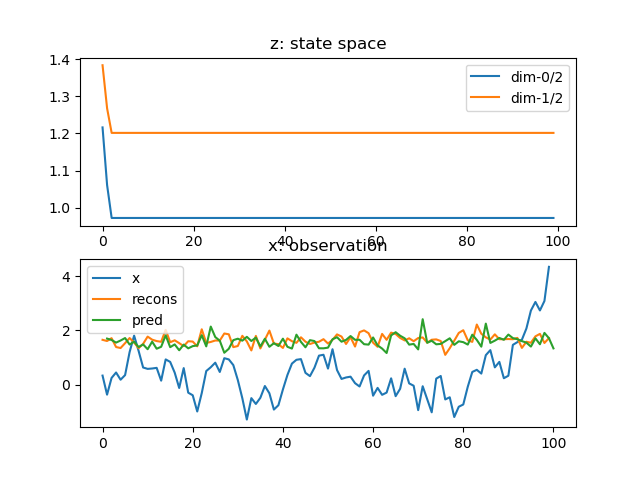 z: state space
1.4
1.3
1.2
1.1
1.0
dim-0/2
dim-1/2
0 20 40 60 80 100
x: observation
4
2
0
x
recons
pred
0 20 40 60 80 100